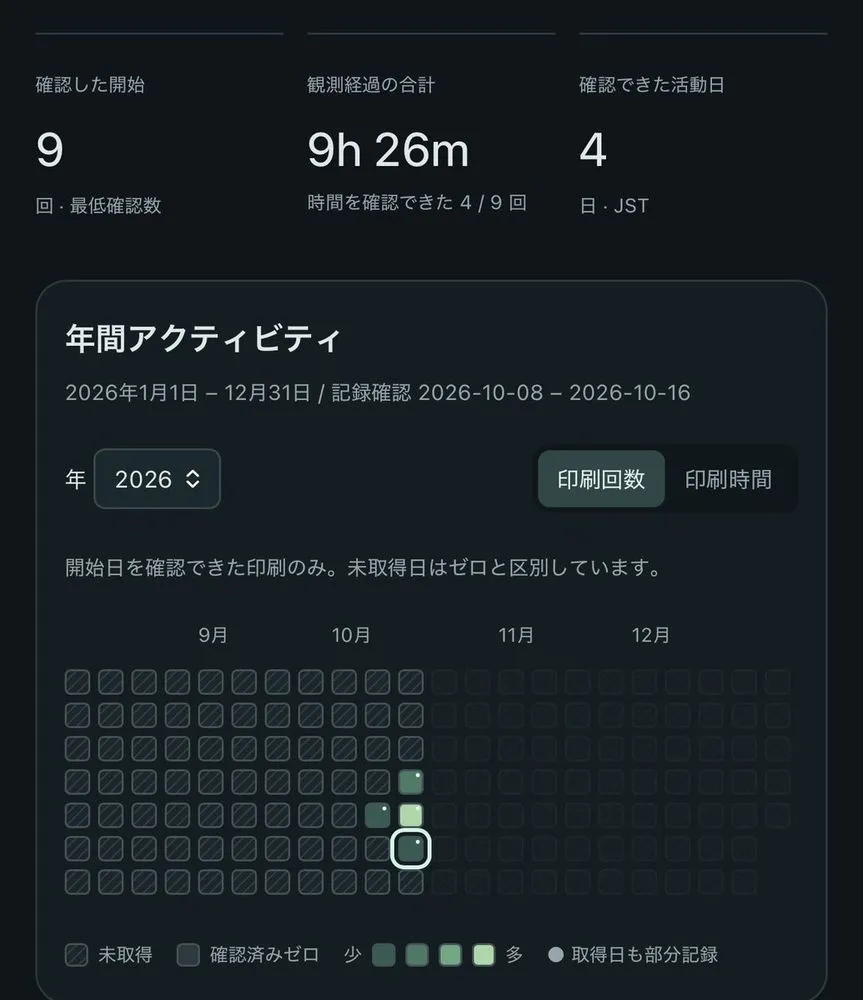 確認した開始
観測経過の合計
確認できた活動日
9
9h 26m
4
回 · 最低確認数
時間を確認できた 4 / 9 回
日 · JST
年間アクティビティ
2026年1月1日 – 12月31日 / 記録確認 2026-10-08 – 2026-10-16
年 2026
印刷回数 印刷時間
開始日を確認できた印刷のみ。未取得日はゼロと区別しています。
9月 10月 11月 12月
未取得 確認済みゼロ 少 多 取得日も部分記録